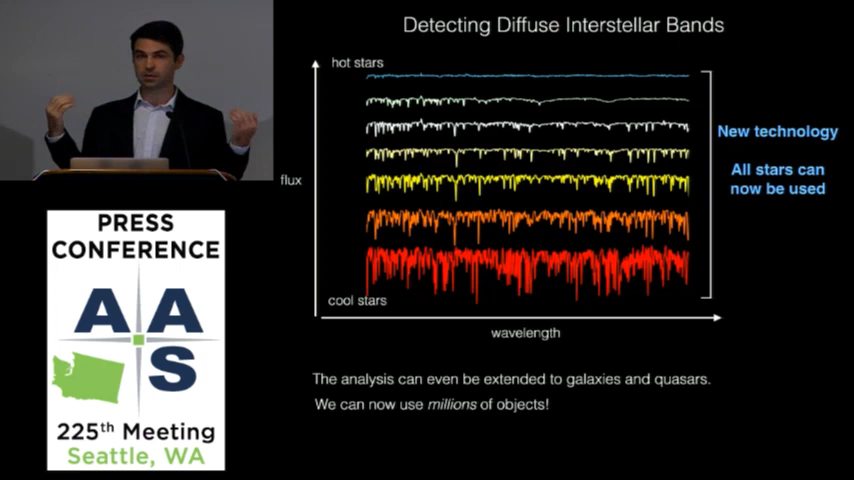 Detecting Diffuse Interstellar Bands
hot stars
New technology
All stars can
now be used
flux
cool stars
wavelength
The analysis can even be extended to galaxies and quasars.
We can now use millions of objects!
PRESS
CONFERENCE
AAS
225th Meeting
Seattle, WA